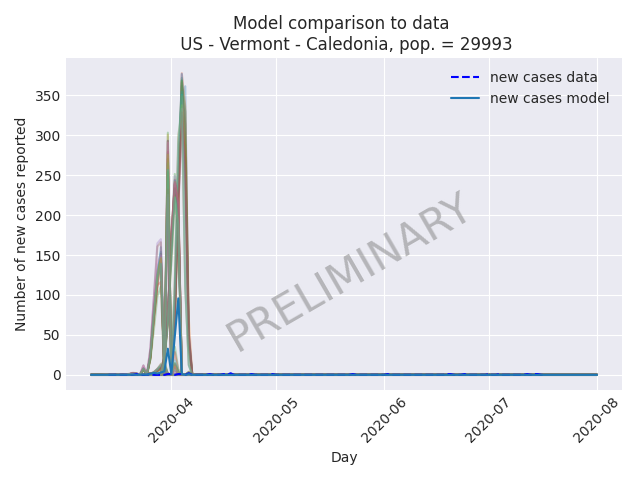 Model comparison to data
US - Vermont - Caledonia, pop. = 29993
new cases data
new cases model
Number of new cases reported
350
300
250
200
150
100
50
0
PRELIMINARY
2020-04
2020-05
2020-06
2020-07
2020-08
Day